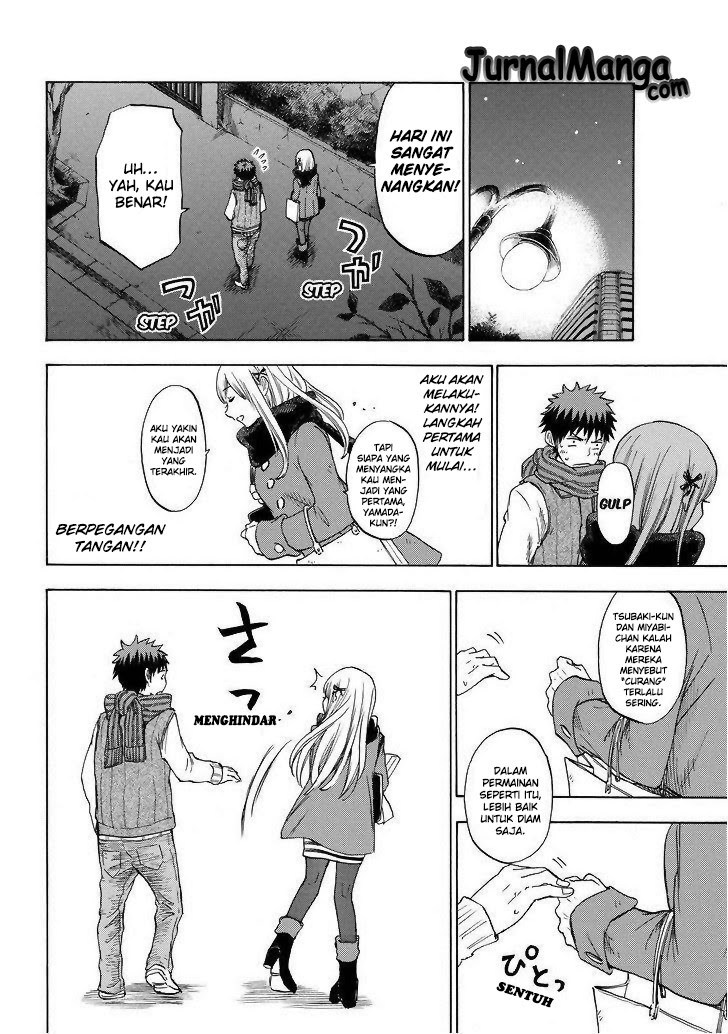 JurnalManga
.com
HARI INI
SANGAT
MENYE-
NANGKAN!
UH...
YAH, KAU
BENAR!
フカ
STEP
フカ
STEP
GULP
AKU AKAN
MELAKU-
KANNYA!
LANGKAH
PERTAMA
UNTUK
MULAI...
TAPI
SIAPA YANG
MENYANGKA
KAU MEN-
JADI YANG
PERTAMA,
YAMADA-
KUN?!
AKU YAKIN
KAU AKAN
MENJADI
YANG
TERAKHIR.
BERPEGANGAN
TANGAN!!
TSUBAKI-KUN
DAN MIYABI-
CHAN KALAH
KARENA
MEREKA
MENYEBUT
"CURANG"
TERLALU
SERING.
DALAM
PERMAINAN
SEPERTI ITU,
LEBIH BAIK
UNTUK DIAM
SAJA.
ぴとっ
SENTUH
さっ
MENGHINDAR